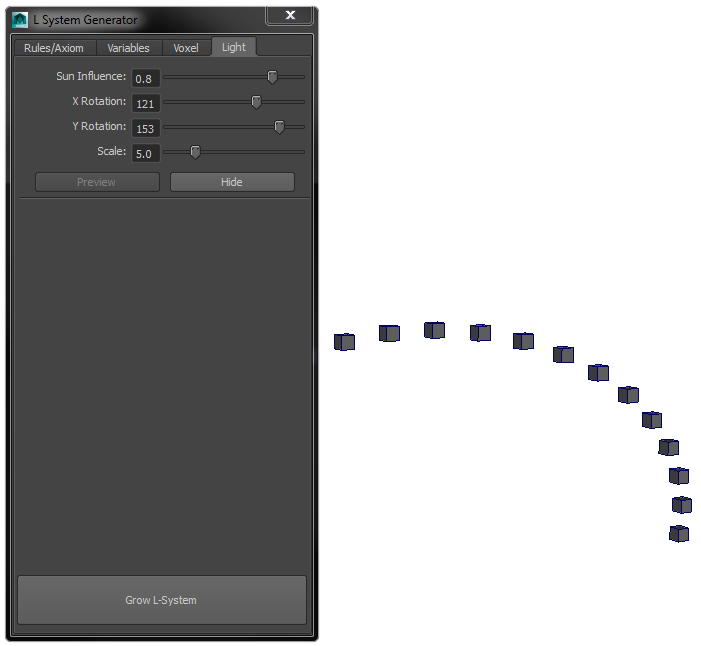 L System Generator
Rules/Axiom Variables Voxel Light
Sun Influence: 0.8
X Rotation: 121
Y Rotation: 153
Scale: 5.0
Preview Hide
Grow L-System